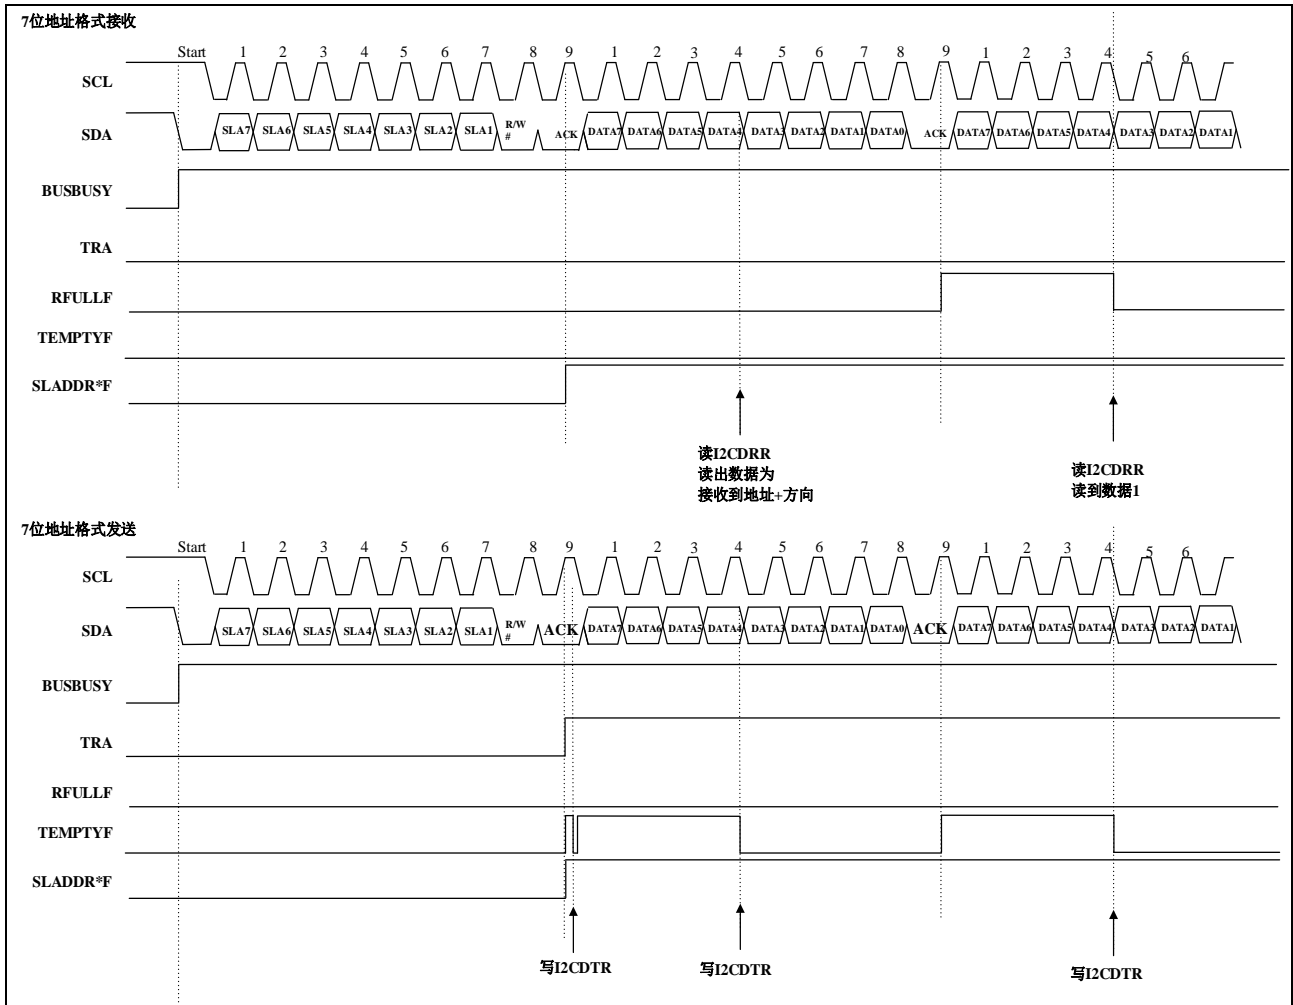 7位地址格式接收
Start 1 2 3 4 5 6 7 8 9 1 2 3 4 5 6 7 8 9 1 2 3 4 5 6
SCL
SDA SLA7 SLA6 SLA5 SLA4 SLA3 SLA2 SLA1 R/W # ACK DATA7 DATA6 DATA5 DATA4 DATA3 DATA2 DATA1 DATA0 ACK DATA7 DATA6 DATA5 DATA4 DATA3 DATA2 DATA1
BUSBUSY
TRA
RFULLF
TEMPTYF
SLADDR*F
读I2CDRR
读出数据为
接收到地址+方向
读I2CDRR
读到数据1
7位地址格式发送
Start 1 2 3 4 5 6 7 8 9 1 2 3 4 5 6 7 8 9 1 2 3 4 5 6
SCL
SDA SLA7 SLA6 SLA5 SLA4 SLA3 SLA2 SLA1 R/W # ACK DATA7 DATA6 DATA5 DATA4 DATA3 DATA2 DATA1 DATA0 ACK DATA7 DATA6 DATA5 DATA4 DATA3 DATA2 DATA1
BUSBUSY
TRA
RFULLF
TEMPTYF
SLADDR*F
写I2CDTR 写I2CDTR 写I2CDTR